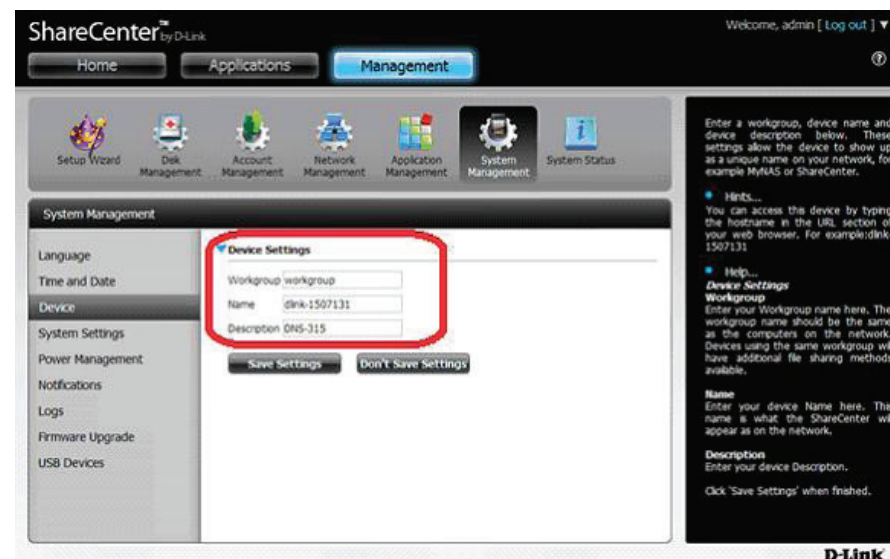 ShareCenter™ by D-Link
Welcome, admin [ Log out ] ▼
Home
Applications
Management
?
Setup Wizard
Disk Management
Account Management
Network Management
Application Management
System Management
System Status
System Management
Language
Time and Date
Device
System Settings
Power Management
Notifications
Logs
Firmware Upgrade
USB Devices
Device Settings
Workgroup workgroup
Name dlink-1507131
Description DNS-315
Save Settings
Don't Save Settings
Enter a workgroup, device name and
device description below. These
settings allow the device to show up
as a unique name on your network, for
example MyNAS or ShareCenter.
Hints...
You can access this device by typing
the hostname in the URL section of
your web browser. For example:dlink-
1507131
Help...
Device Settings
Workgroup
Enter your Workgroup name here. The
workgroup name should be the same
as the computers on the network.
Devices using the same workgroup wil
have additional file sharing methods
available.
Name
Enter your device Name here. This
name is what the ShareCenter wil
appear as on the network.
Description
Enter your device Description.
Click 'Save Settings' when finished.
D-Link